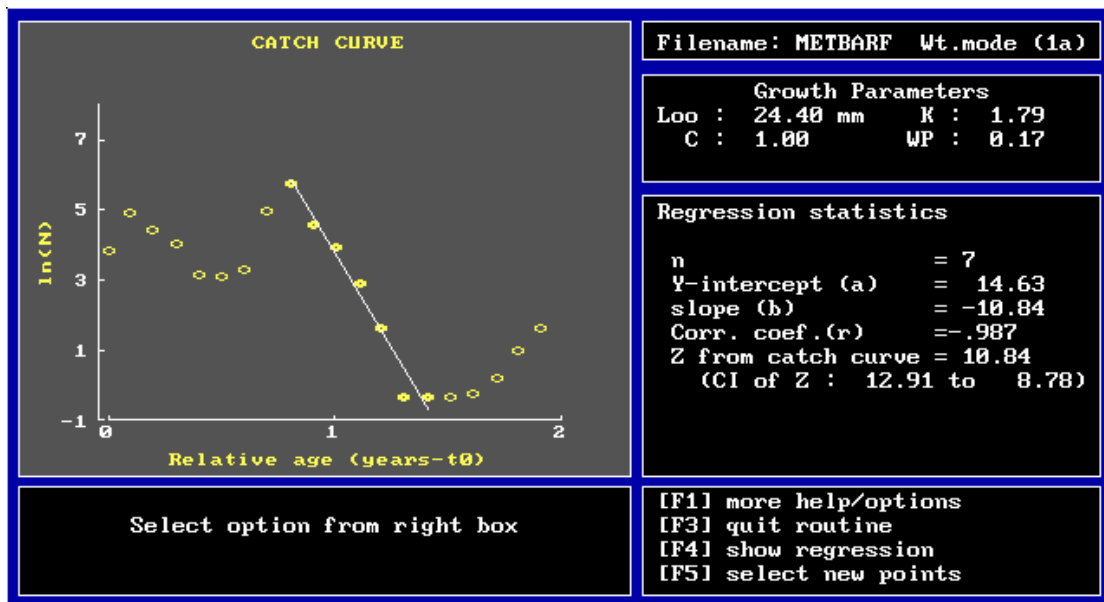 CATCH CURVE
7
5
3
1
-1
ln(N)
0 1 2
Relative age (years-t0)
Select option from right box
Filename: METBARF Wt.mode (1a)
Growth Parameters
Loo : 24.40 mm K : 1.79
C : 1.00 WP : 0.17
Regression statistics
n = 7
Y-intercept (a) = 14.63
slope (b) = -10.84
Corr. coef.(r) =-.987
Z from catch curve = 10.84
(CI of Z : 12.91 to 8.78)
[F1] more help/options
[F3] quit routine
[F4] show regression
[F5] select new points